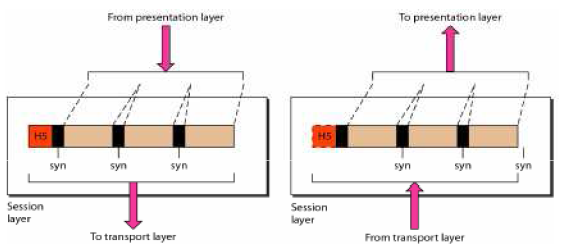 From presentation layer
To presentation layer
H5
H5
syn
syn
syn
syn
syn
syn
Session
layer
Session
layer
To transport layer
From transport layer